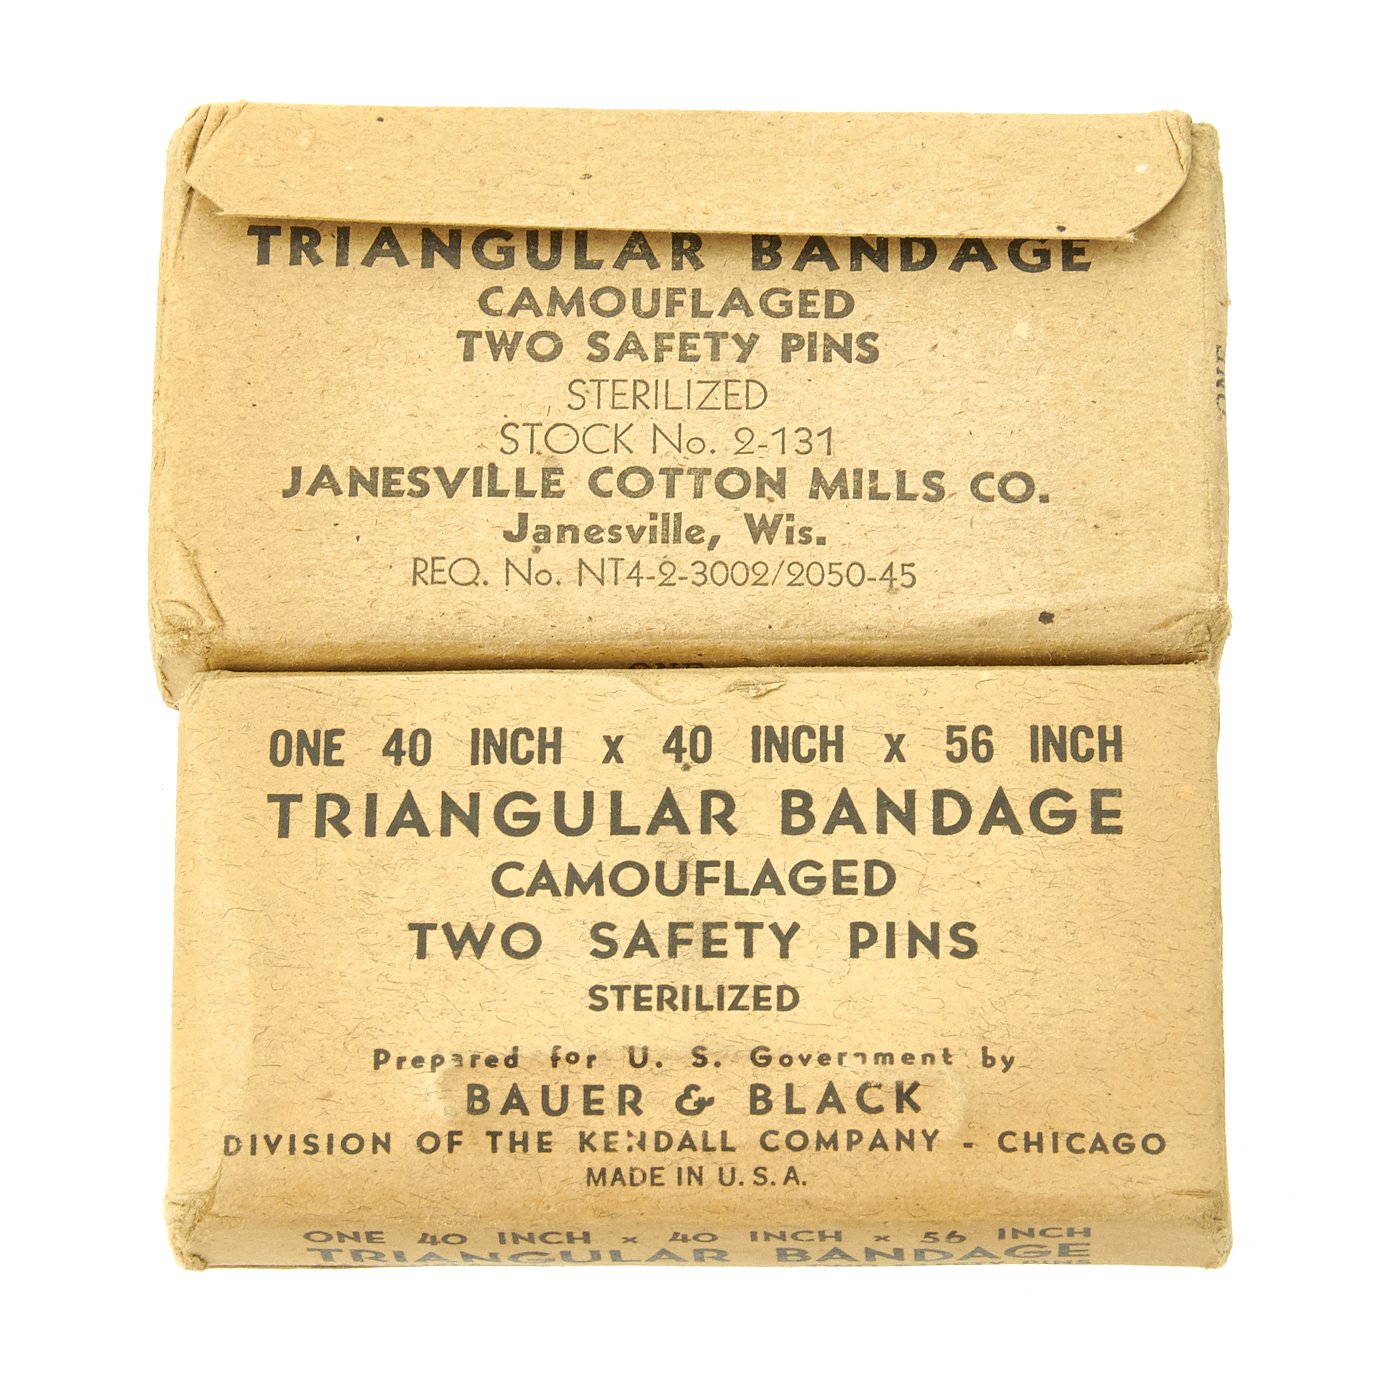 TRIANGULAR BANDAGE
CAMOUFLAGED
TWO SAFETY PINS
STERILIZED
STOCK No. 2-131
JANESVILLE COTTON MILLS CO.
Janesville, Wis.
REQ. No. NT4-2-3002/2050-45
ONE
ONE
ONE 40 INCH x 40 INCH x 56 INCH
TRIANGULAR BANDAGE
CAMOUFLAGED
TWO SAFETY PINS
STERILIZED
Prepared for U. S. Government by
BAUER & BLACK
DIVISION OF THE KENDALL COMPANY - CHICAGO
MADE IN U.S.A.
ONE 40 INCH x 40 INCH x 56 INCH
TRIANGULAR BANDAGE